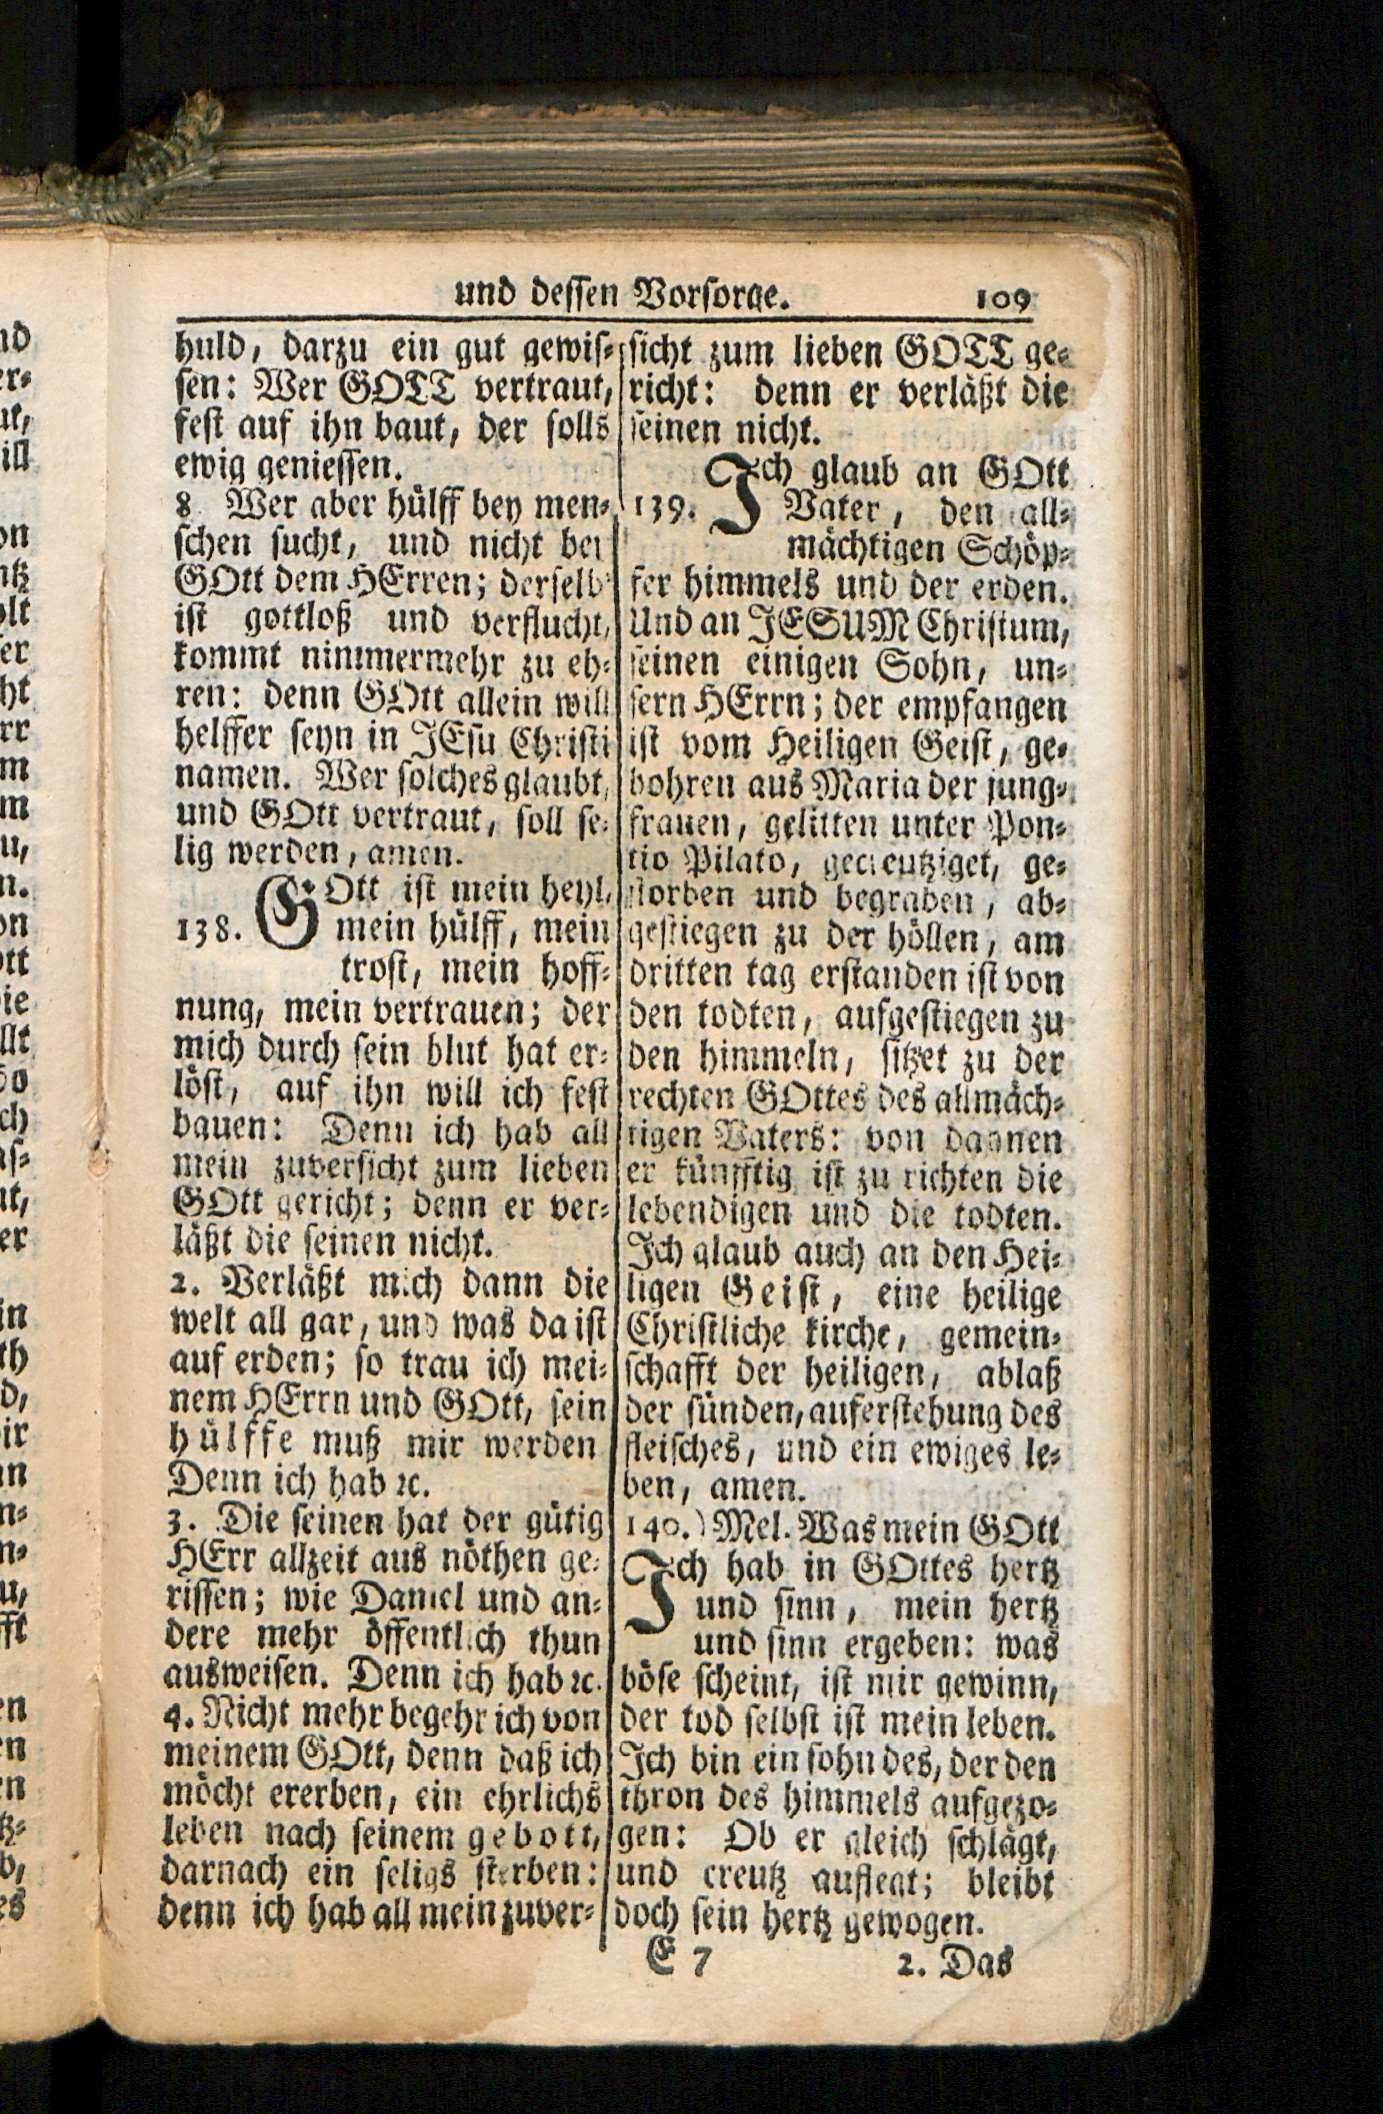 und dessen Vorsorge. 109
huld, darzu ein gut gewis-
sen: Wer GOTT vertraut,
fest auf ihn baut, der solls
ewig geniessen.
8 Wer aber hülff bey men-
schen sucht, und nicht bei
GOtt dem HErren; derselb
ist gottloß und verflucht,
kommt nimmermehr zu eh-
ren: denn GOtt allein will
helffer seyn in JEsu Christi
namen. Wer solches glaubt,
und GOtt vertraut, soll se-
lig werden, amen.
138. GOtt ist mein heyl,
mein hülff, mein
trost, mein hoff-
nung, mein vertrauen; der
mich durch sein blut hat er-
löst, auf ihn will ich fest
bauen: Denn ich hab all
mein zuversicht zum lieben
GOtt gericht; denn er ver-
läßt die seinen nicht.
2. Verläßt mich dann die
welt all gar, und was da ist
auf erden; so trau ich mei-
nem HErrn und GOtt, sein
hülffe muß mir werden
Denn ich hab ꝛc.
3. Die seinen hat der gütig
HErr allzeit aus nöthen ge-
rissen; wie Daniel und an-
dere mehr öffentlich thun
ausweisen. Denn ich hab ꝛc.
4. Nicht mehr begehr ich von
meinem GOtt, denn daß ich
möcht ererben, ein ehrlichs
leben nach seinem gebott,
darnach ein seligs sterben:
denn ich hab all mein zuver-
sicht zum lieben GOTT ge-
richt: denn er verläßt die
seinen nicht.
139. Ich glaub an GOtt
Vater, den all-
mächtigen Schöp-
fer himmels und der erden.
Und an JESUM Christum,
seinen einigen Sohn, un-
sern HErrn; der empfangen
ist vom Heiligen Geist, ge-
bohren aus Maria der jung-
frauen, gelitten unter Pon-
tio Pilato, gecreutziget, ge-
storben und begraben, ab-
gestiegen zu der höllen, am
dritten tag erstanden ist von
den todten, aufgestiegen zu
den himmeln, sitzet zu der
rechten GOttes des allmäch-
tigen Vaters: von dannen
er künfftig ist zu richten die
lebendigen und die todten.
Ich glaub auch an den Hei-
ligen Geist, eine heilige
Christliche kirche, gemein-
schafft der heiligen, ablaß
der sünden, auferstehung des
fleisches, und ein ewiges le-
ben, amen.
140.) Mel. Was mein GOtt
Ich hab in GOttes hertz
und sinn, mein hertz
und sinn ergeben: was
böse scheint, ist mir gewinn,
der tod selbst ist mein leben.
Ich bin ein sohn des, der den
thron des himmels aufgezo-
gen: Ob er gleich schlägt,
und creutz auflegt; bleibt
doch sein hertz gewogen.
E 7 2. Das